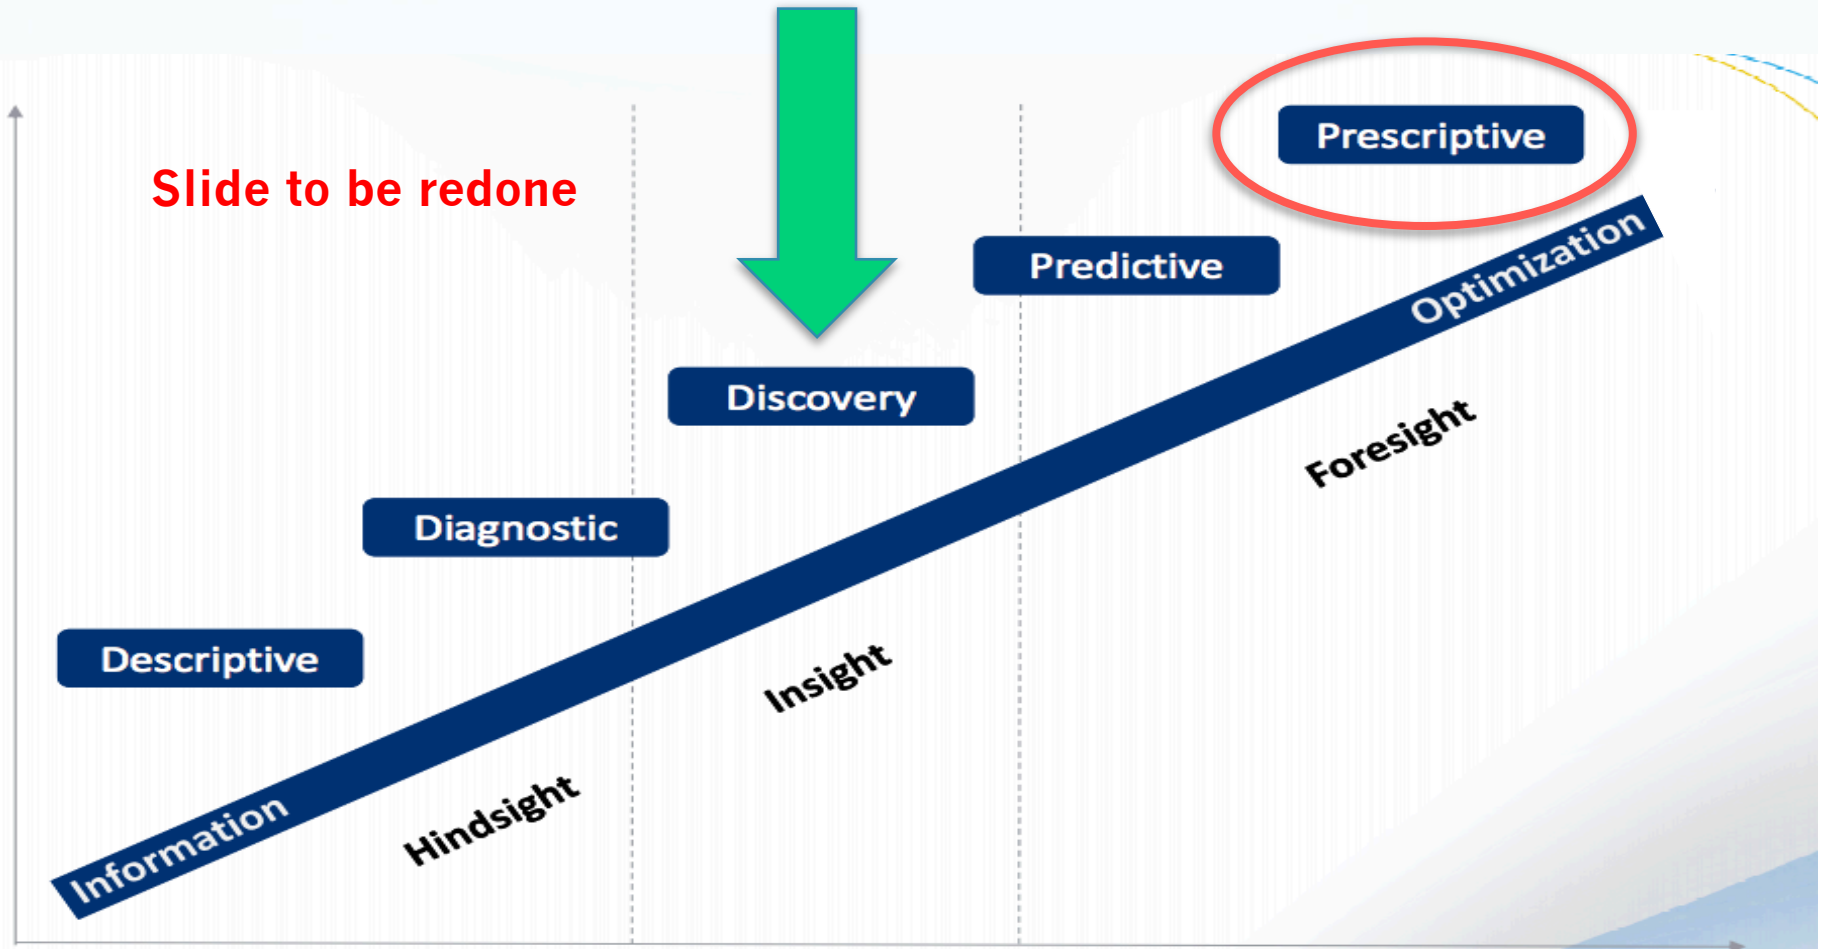 Prescriptive
Slide to be redone
Predictive
Optimization
Discovery
Foresight
Diagnostic
Descriptive
Insight
Hindsight
Information